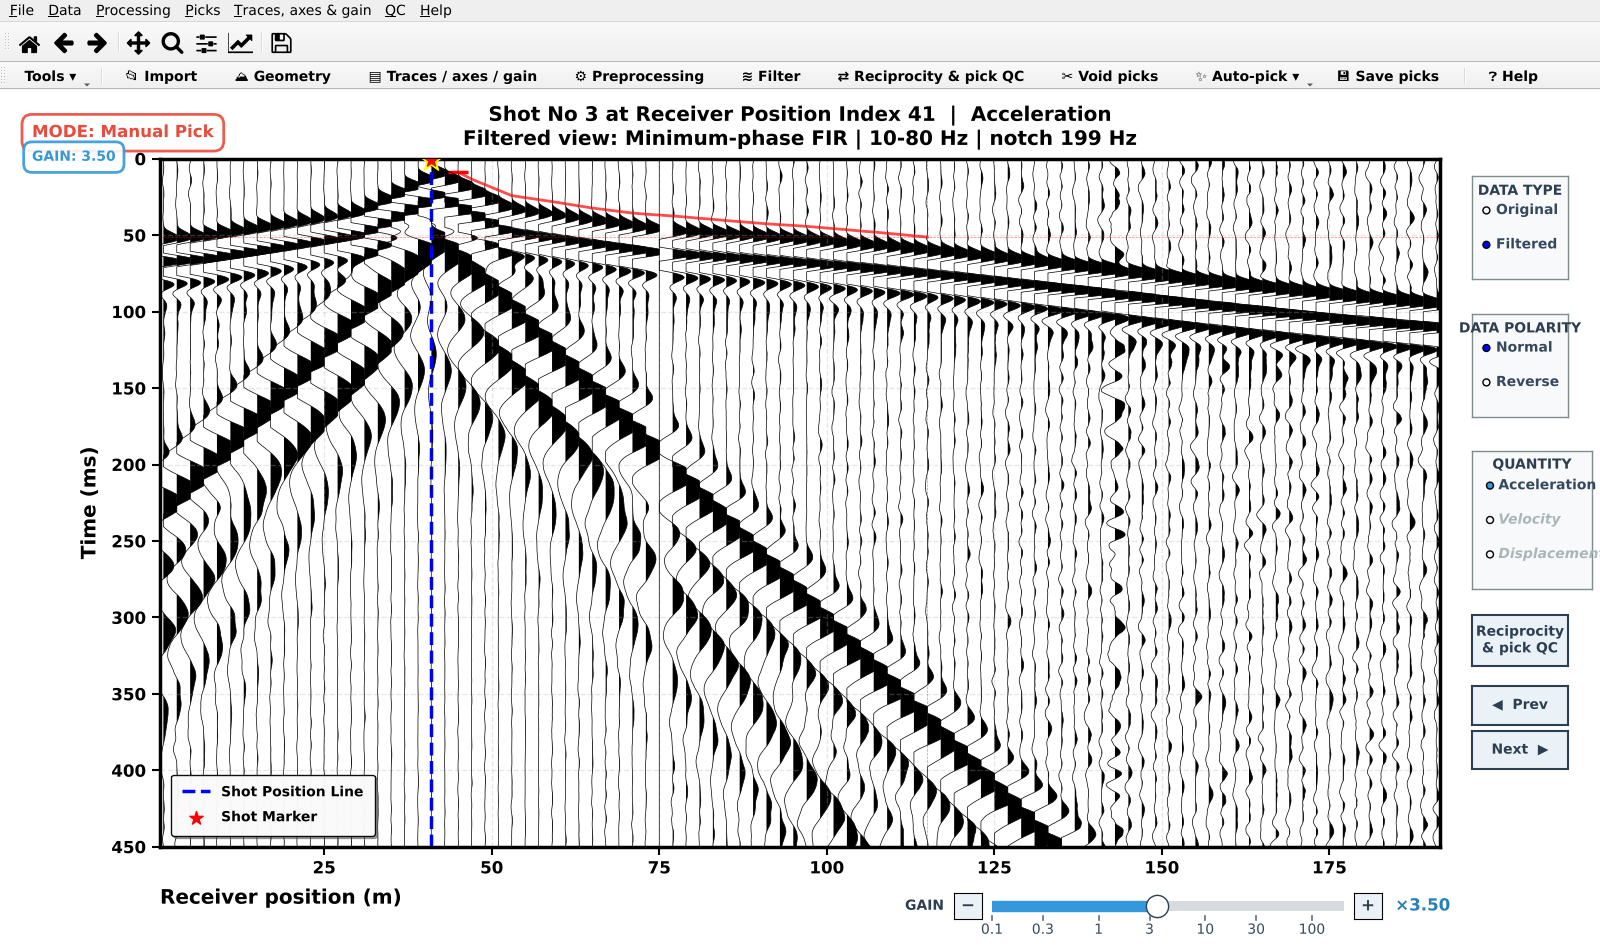 File Data Processing Picks Traces, axes & gain QC Help
Tools ▾ Import Geometry Traces / axes / gain Preprocessing Filter Reciprocity & pick QC Void picks Auto-pick ▾ Save picks ? Help
Shot No 3 at Receiver Position Index 41 | Acceleration
Filtered view: Minimum-phase FIR | 10-80 Hz | notch 199 Hz
MODE: Manual Pick
GAIN: 3.50
0
50
100
150
200
250
300
350
400
450
Time (ms)
Shot Position Line
Shot Marker
25 50 75 100 125 150 175
Receiver position (m)
DATA TYPE
Original
Filtered
DATA POLARITY
Normal
Reverse
QUANTITY
Acceleration
Velocity
Displacement
Reciprocity
& pick QC
◀ Prev
Next ▶
GAIN − + ×3.50
0.1 0.3 1 3 10 30 100